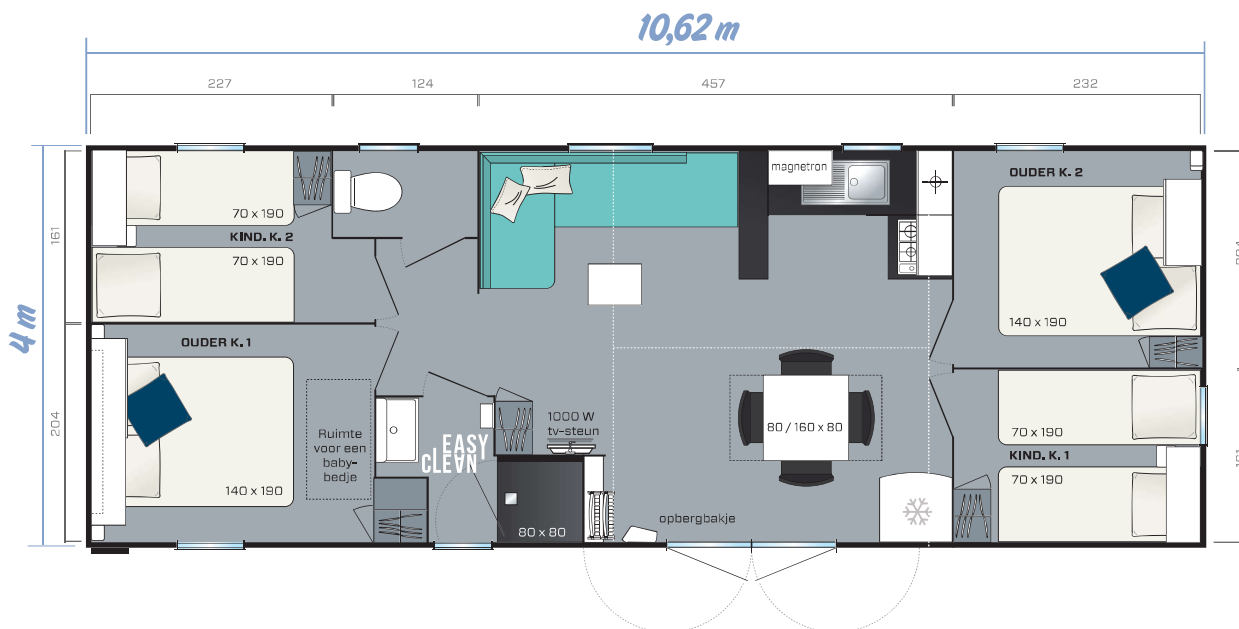 10,62 m
227
124
457
232
4 m
161
204
70 x 190
KIND. K. 2
70 x 190
OUDER K. 1
140 x 190
Ruimte
voor een
baby-
bedje
EASY
CLEAN
80 x 80
1000 W
tv-steun
opbergbakje
magnetron
80 / 160 x 80
OUDER K. 2
140 x 190
70 x 190
KIND. K. 1
70 x 190